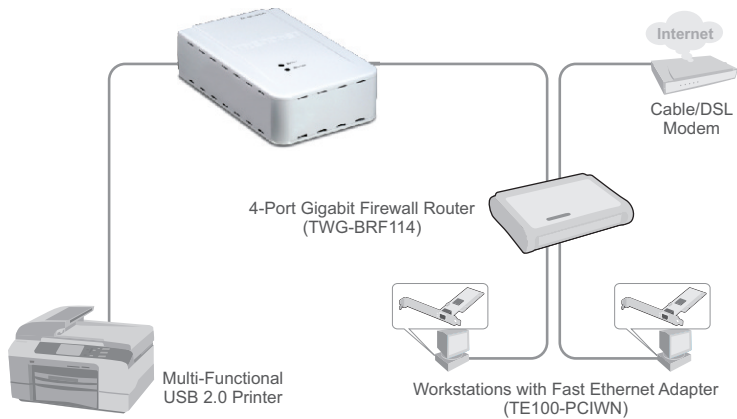 Internet
Cable/DSL
Modem
4-Port Gigabit Firewall Router
(TWG-BRF114)
Multi-Functional
USB 2.0 Printer
Workstations with Fast Ethernet Adapter
(TE100-PCIWN)